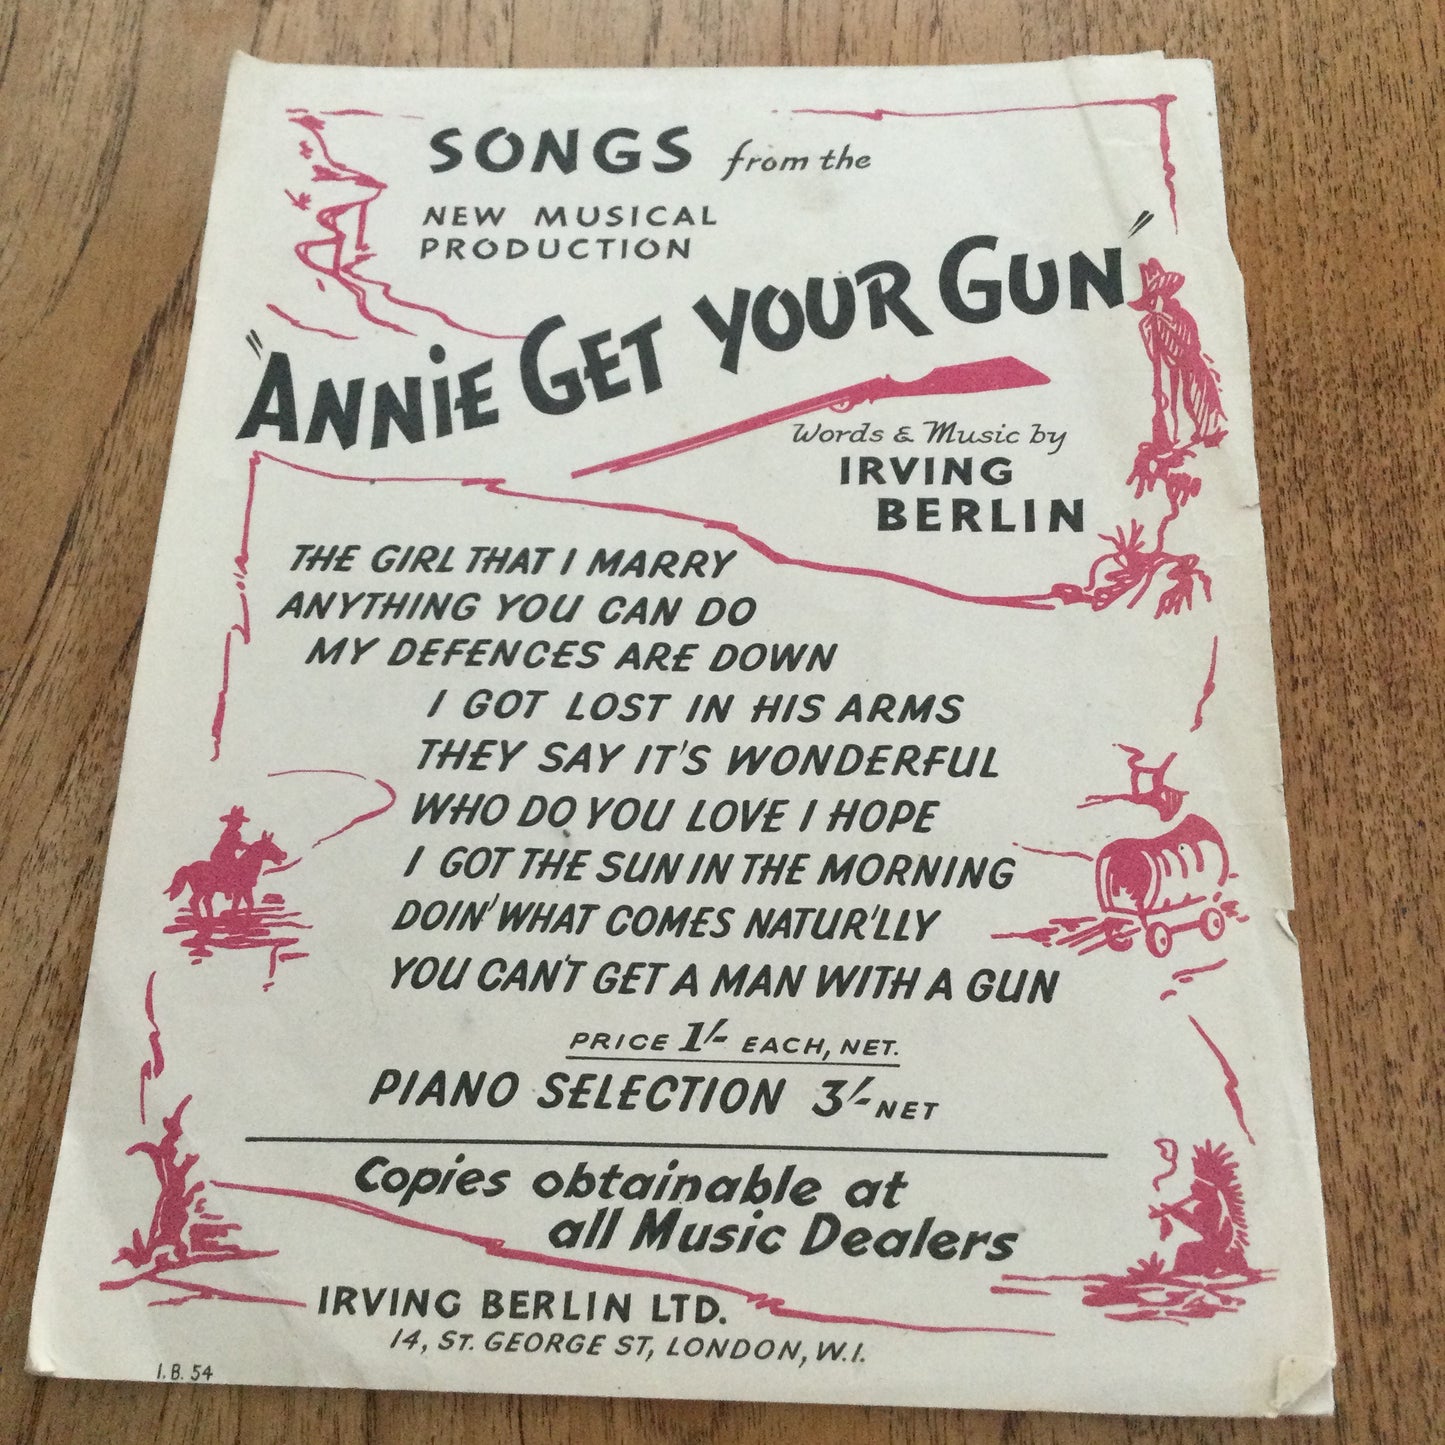 SONGS from the
NEW MUSICAL
PRODUCTION
"ANNiE GET YOUR GUN"
Words & Music by
IRVING
BERLIN
THE GIRL THAT I MARRY
ANYTHING YOU CAN DO
MY DEFENCES ARE DOWN
I GOT LOST IN HIS ARMS
THEY SAY IT'S WONDERFUL
WHO DO YOU LOVE I HOPE
I GOT THE SUN IN THE MORNING
DOIN' WHAT COMES NATUR'LLY
YOU CAN'T GET A MAN WITH A GUN
PRICE 1/- EACH, NET.
PIANO SELECTION 3/- NET
Copies obtainable at
all Music Dealers
IRVING BERLIN LTD.
14, ST. GEORGE ST, LONDON, W.I.
I.B. 54